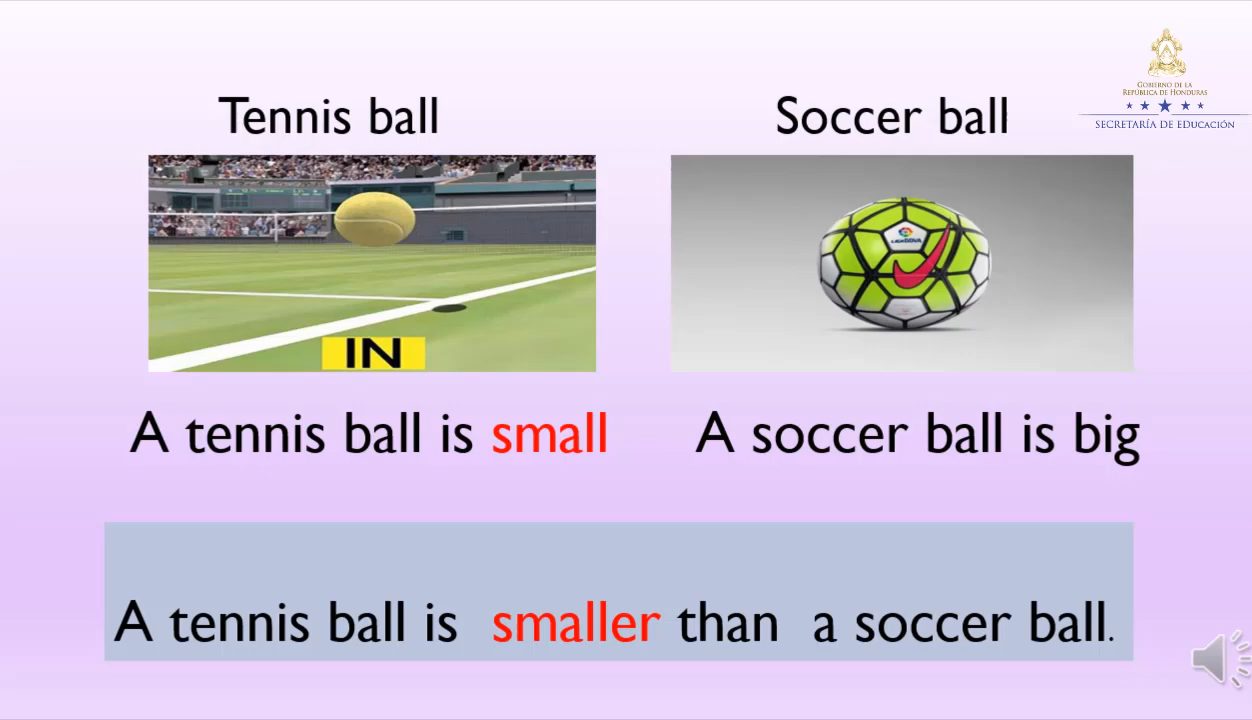 Tennis ball
Soccer ball
GOBIERNO DE LA
REPÚBLICA DE HONDURAS
SECRETARÍA DE EDUCACIÓN
IN
A tennis ball is small
A soccer ball is big
A tennis ball is smaller than a soccer ball.